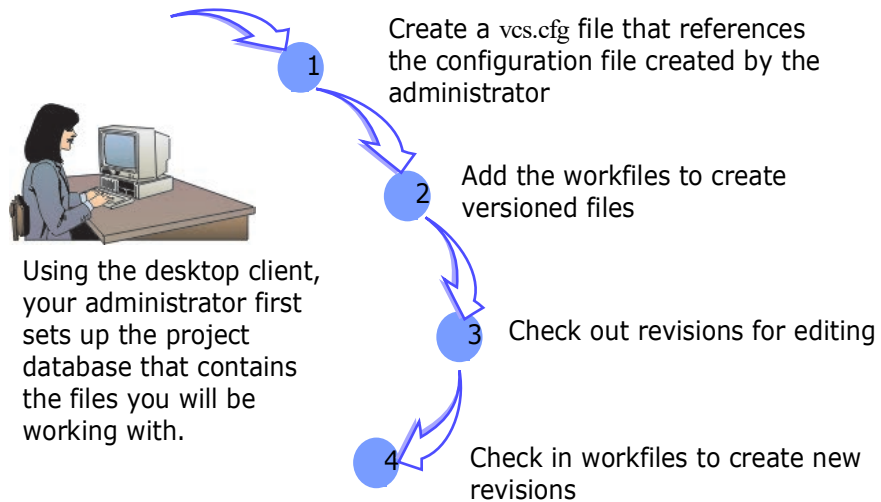 Using the desktop client,
your administrator first
sets up the project
database that contains
the files you will be
working with.
1
Create a vcs.cfg file that references
the configuration file created by the
administrator
2
Add the workfiles to create
versioned files
3
Check out revisions for editing
4
Check in workfiles to create new
revisions